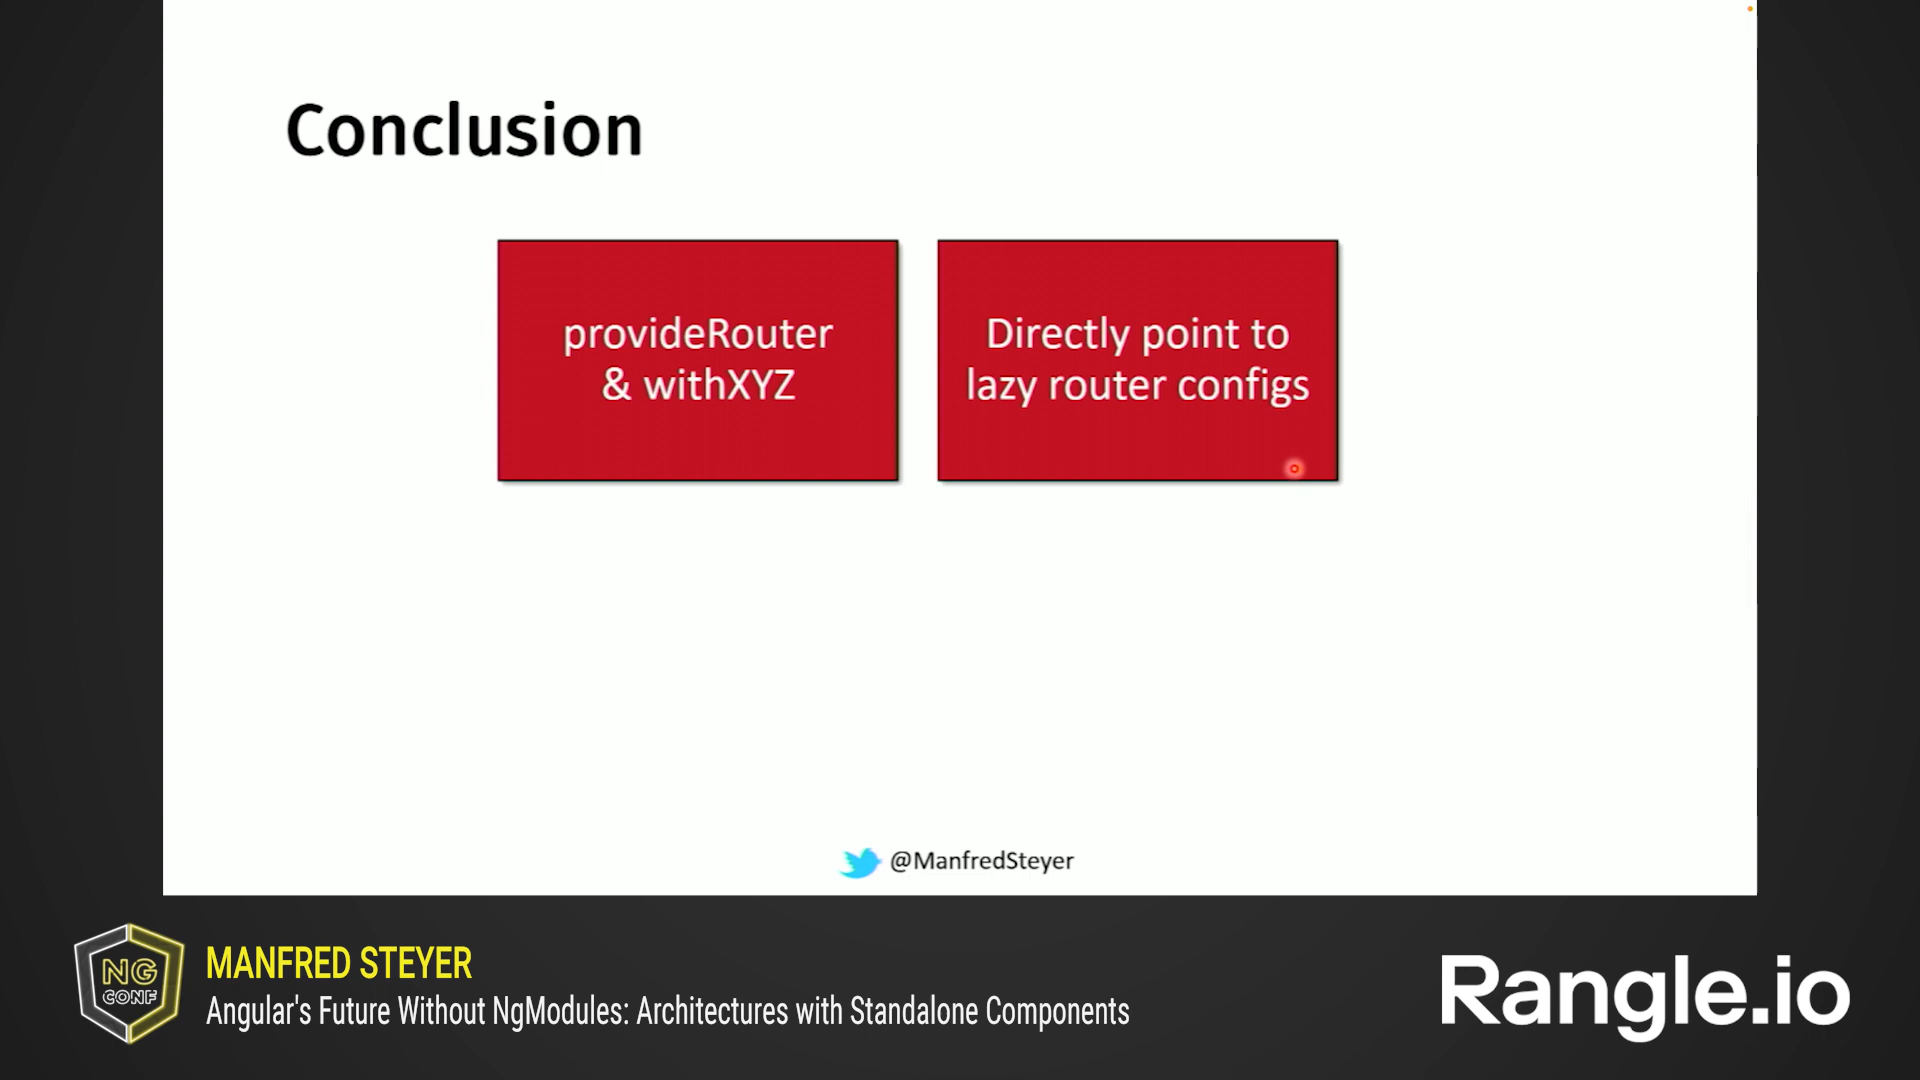 Conclusion
provideRouter
& withXYZ
Directly point to
lazy router configs
@ManfredSteyer
NG
CONF
MANFRED STEYER
Angular's Future Without NgModules: Architectures with Standalone Components
Rangle.io